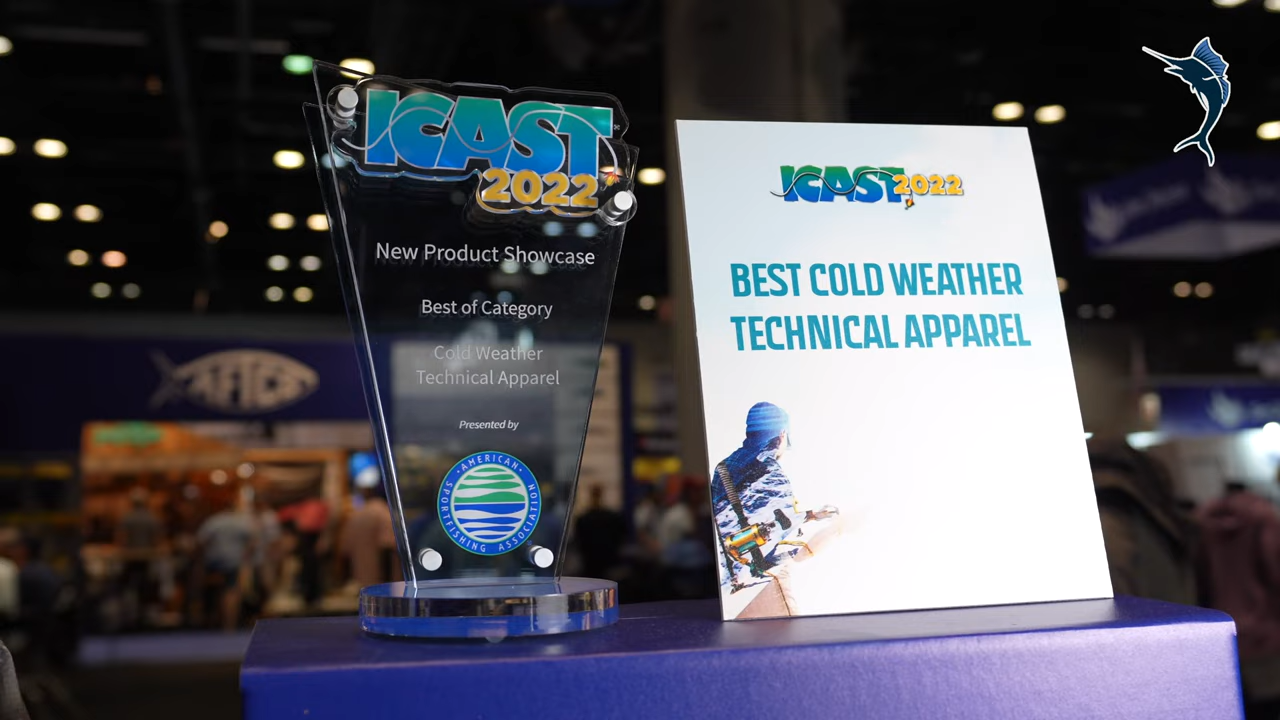 ICAST
2022
New Product Showcase
Best of Category
Cold Weather
Technical Apparel
Presented by
AMERICAN
SPORTFISHING ASSOCIATION
ICAST 2022
BEST COLD WEATHER
TECHNICAL APPAREL
AFTCO